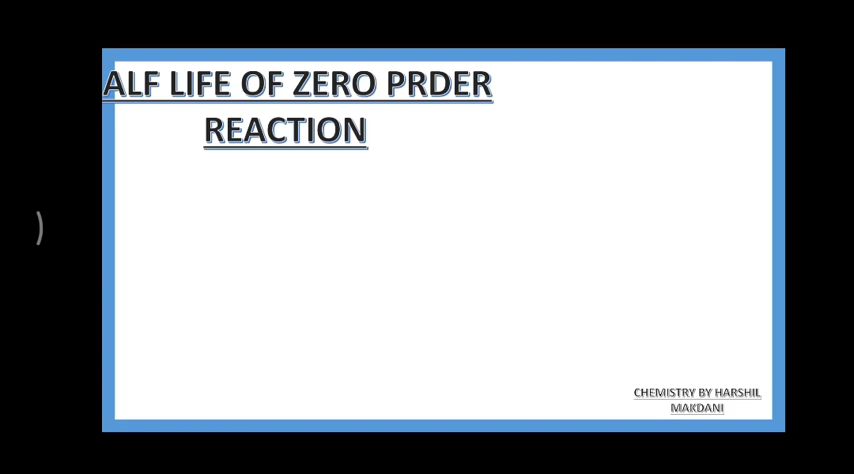 ALF LIFE OF ZERO PRDER
REACTION
CHEMISTRY BY HARSHIL
MAKDANI